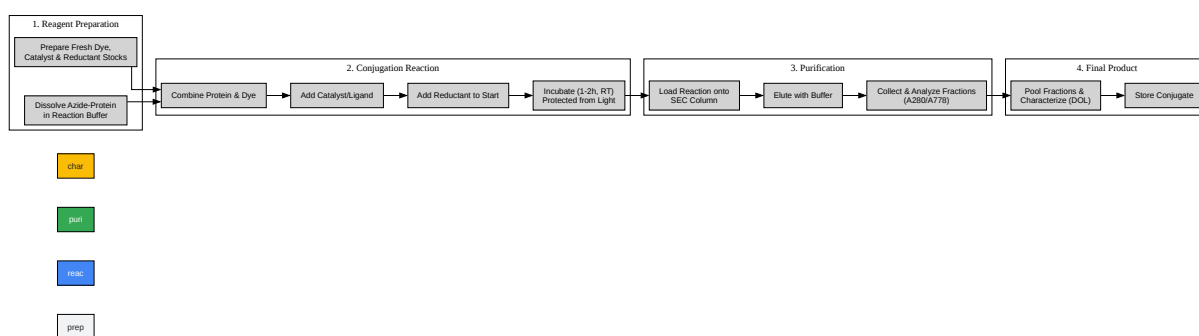 1. Reagent Preparation
Prepare Fresh Dye,
Catalyst & Reductant Stocks
Dissolve Azide-Protein
in Reaction Buffer
2. Conjugation Reaction
Combine Protein & Dye
Add Catalyst/Ligand
Add Reductant to Start
Incubate (1-2h, RT)
Protected from Light
3. Purification
Load Reaction onto
SEC Column
Elute with Buffer
Collect & Analyze Fractions
(A280/A778)
4. Final Product
Pool Fractions &
Characterize (DOL)
Store Conjugate
char
puri
reac
prep